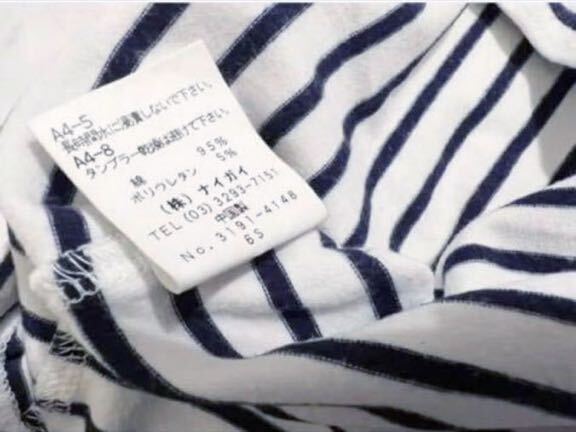 A4-5
長時間水に浸漬しないで下さい。
A4-8
タンブラー乾燥は避けて下さい。
綿 95%
ポリウレタン 5%
(株) ナイガイ
TEL (03) 3293-7151
中国製
No. 3191-4148
6S